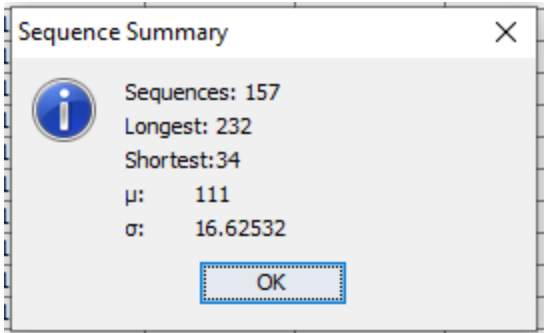 Sequence Summary
Sequences: 157
Longest: 232
Shortest:34
μ: 111
σ: 16.62532
OK